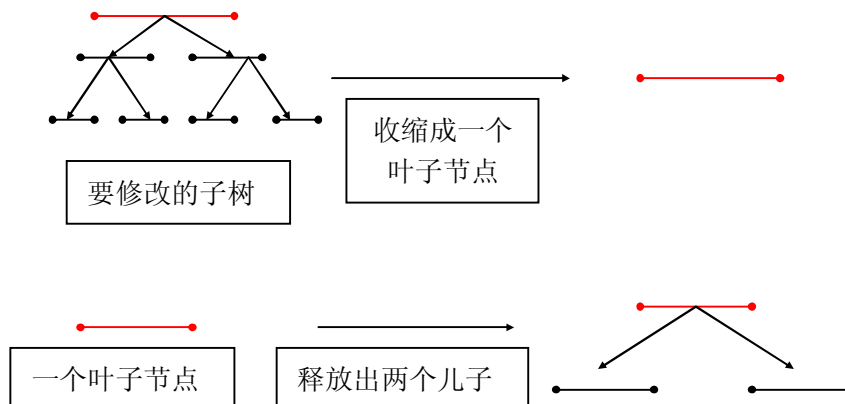 收缩成一个
叶子节点
要修改的子树
一个叶子节点
释放出两个儿子